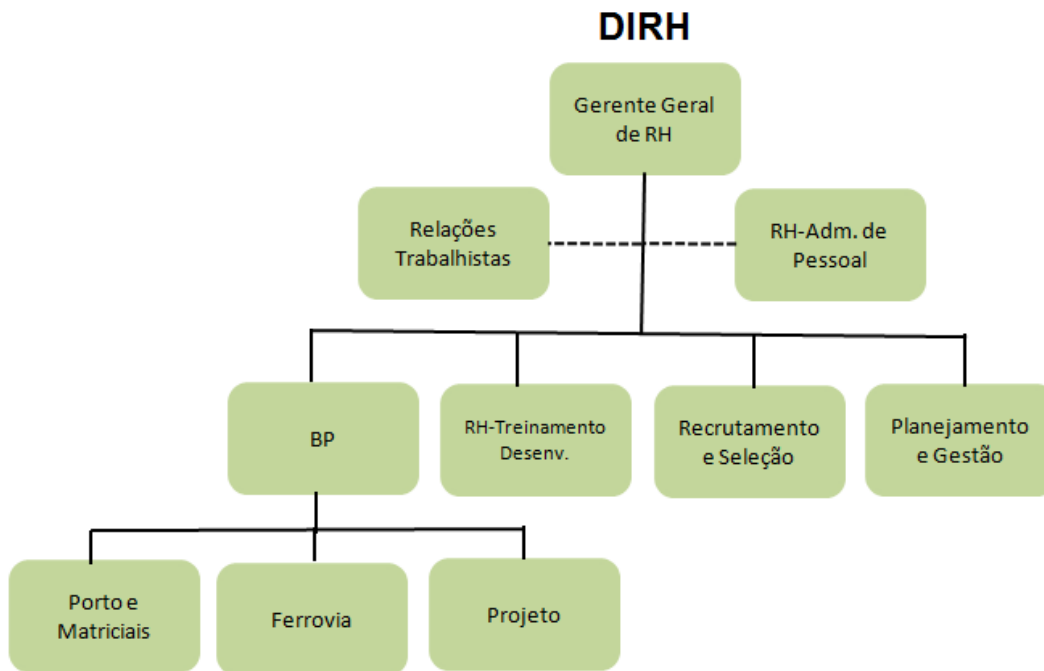 DIRH
Gerente Geral
de RH
Relações
Trabalhistas
RH-Adm. de
Pessoal
BP
RH-Treinamento
Desenv.
Recrutamento
e Seleção
Planejamento
e Gestão
Porto e
Matriciais
Ferrovia
Projeto